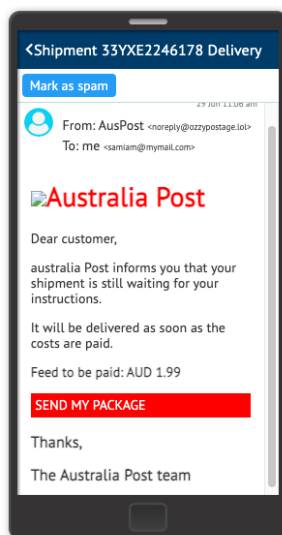 <Shipment 33YXE2246178 Delivery
Mark as spam
29 Jun 11:06 am
From: AusPost <noreply@ozzypostage.lol>
To: me <samiam@mymail.com>
Australia Post
Dear customer,
australia Post informs you that your
shipment is still waiting for your
instructions.
It will be delivered as soon as the
costs are paid.
Feed to be paid: AUD 1.99
SEND MY PACKAGE
Thanks,
The Australia Post team